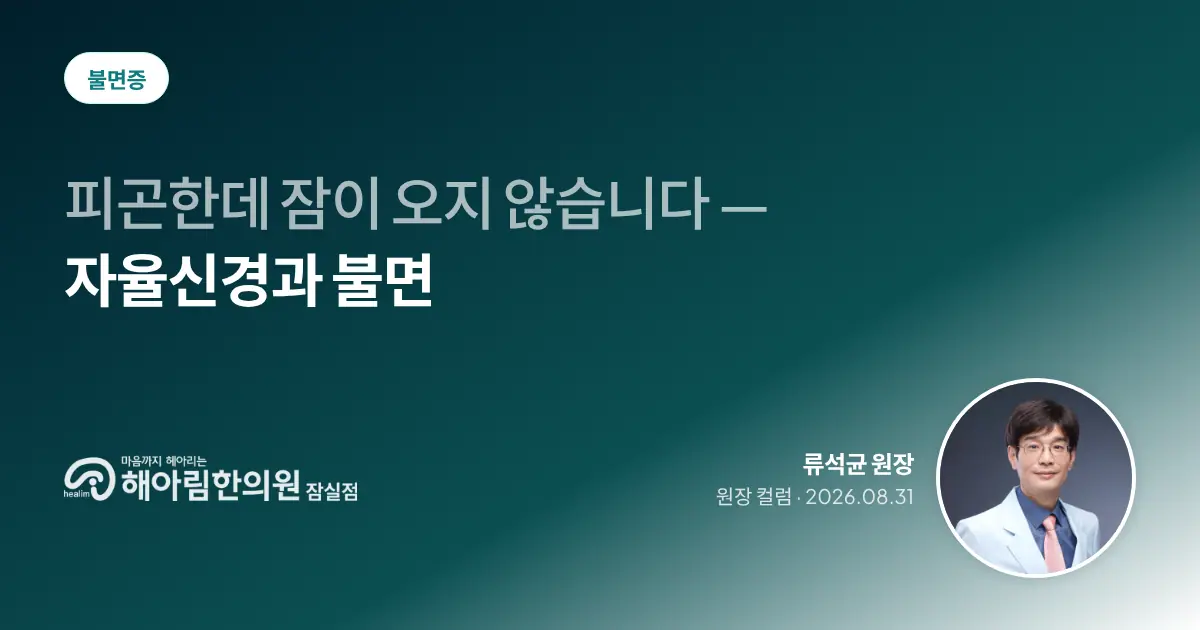 불면증
피곤한데 잠이 오지 않습니다 —
자율신경과 불면
마음까지 헤아리는
healim 해아림한의원 잠실점
류석균 원장
원장 컬럼 · 2026.08.31